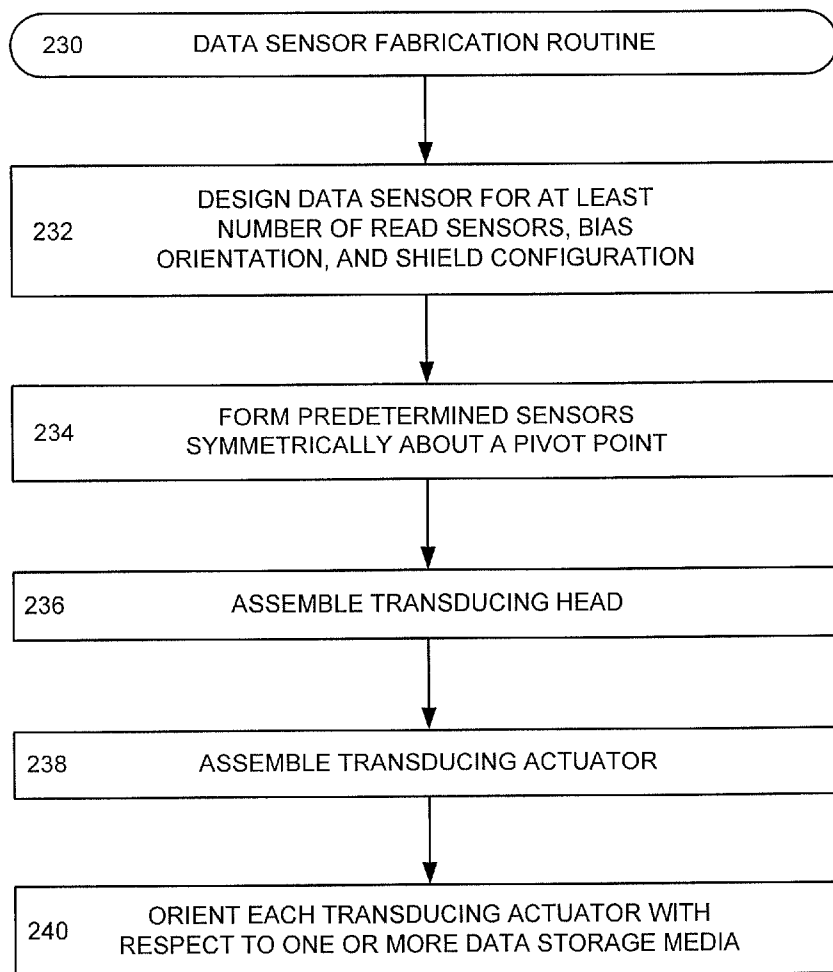 230 DATA SENSOR FABRICATION ROUTINE
DESIGN DATA SENSOR FOR AT LEAST
232 NUMBER OF READ SENSORS, BIAS
ORIENTATION, AND SHIELD CONFIGURATION
234 FORM PREDETERMINED SENSORS
SYMMETRICALLY ABOUT A PIVOT POINT
236 ASSEMBLE TRANSDUCING HEAD
238 ASSEMBLE TRANSDUCING ACTUATOR
240 ORIENT EACH TRANSDUCING ACTUATOR WITH
RESPECT TO ONE OR MORE DATA STORAGE MEDIA